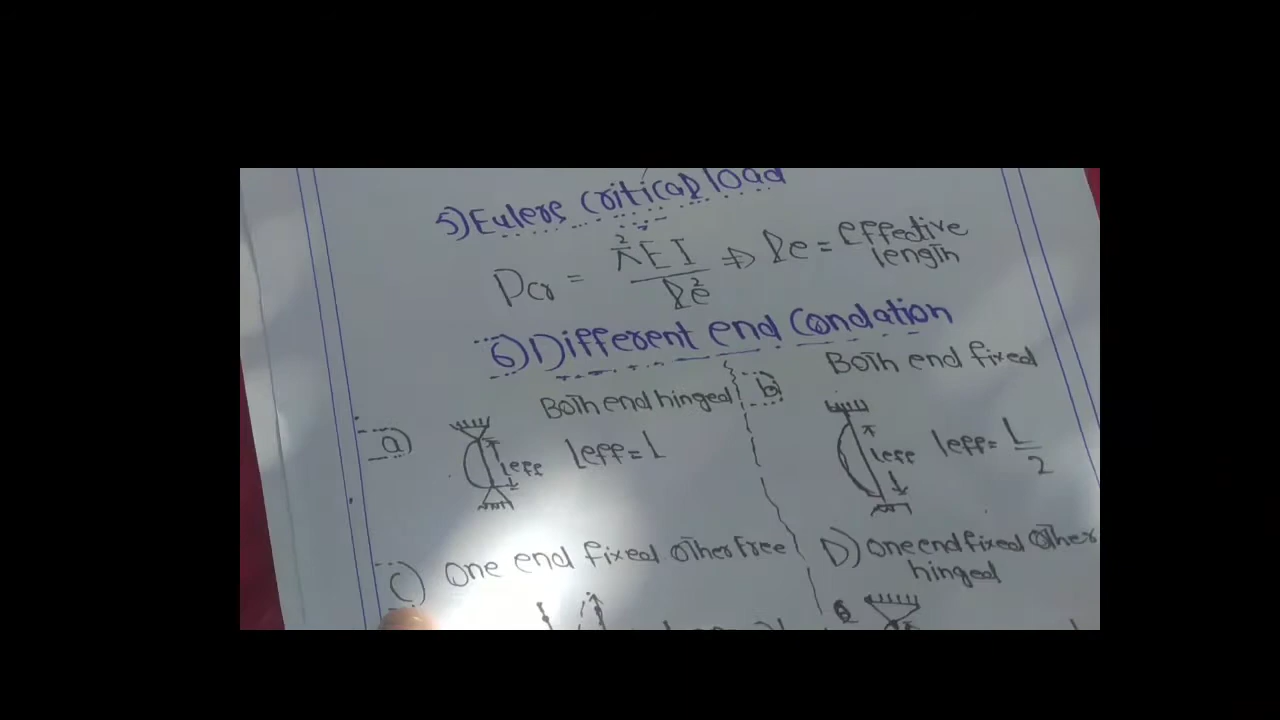 5) Eulers critical load
Pcr = π²EI / le² ⇒ le = Effective length
6) Different end Condation
a) Both end hinged
leff
leff = L
b) Both end fixed
leff
leff = L/2
C) One end fixed other free
D) One end fixed other hinged